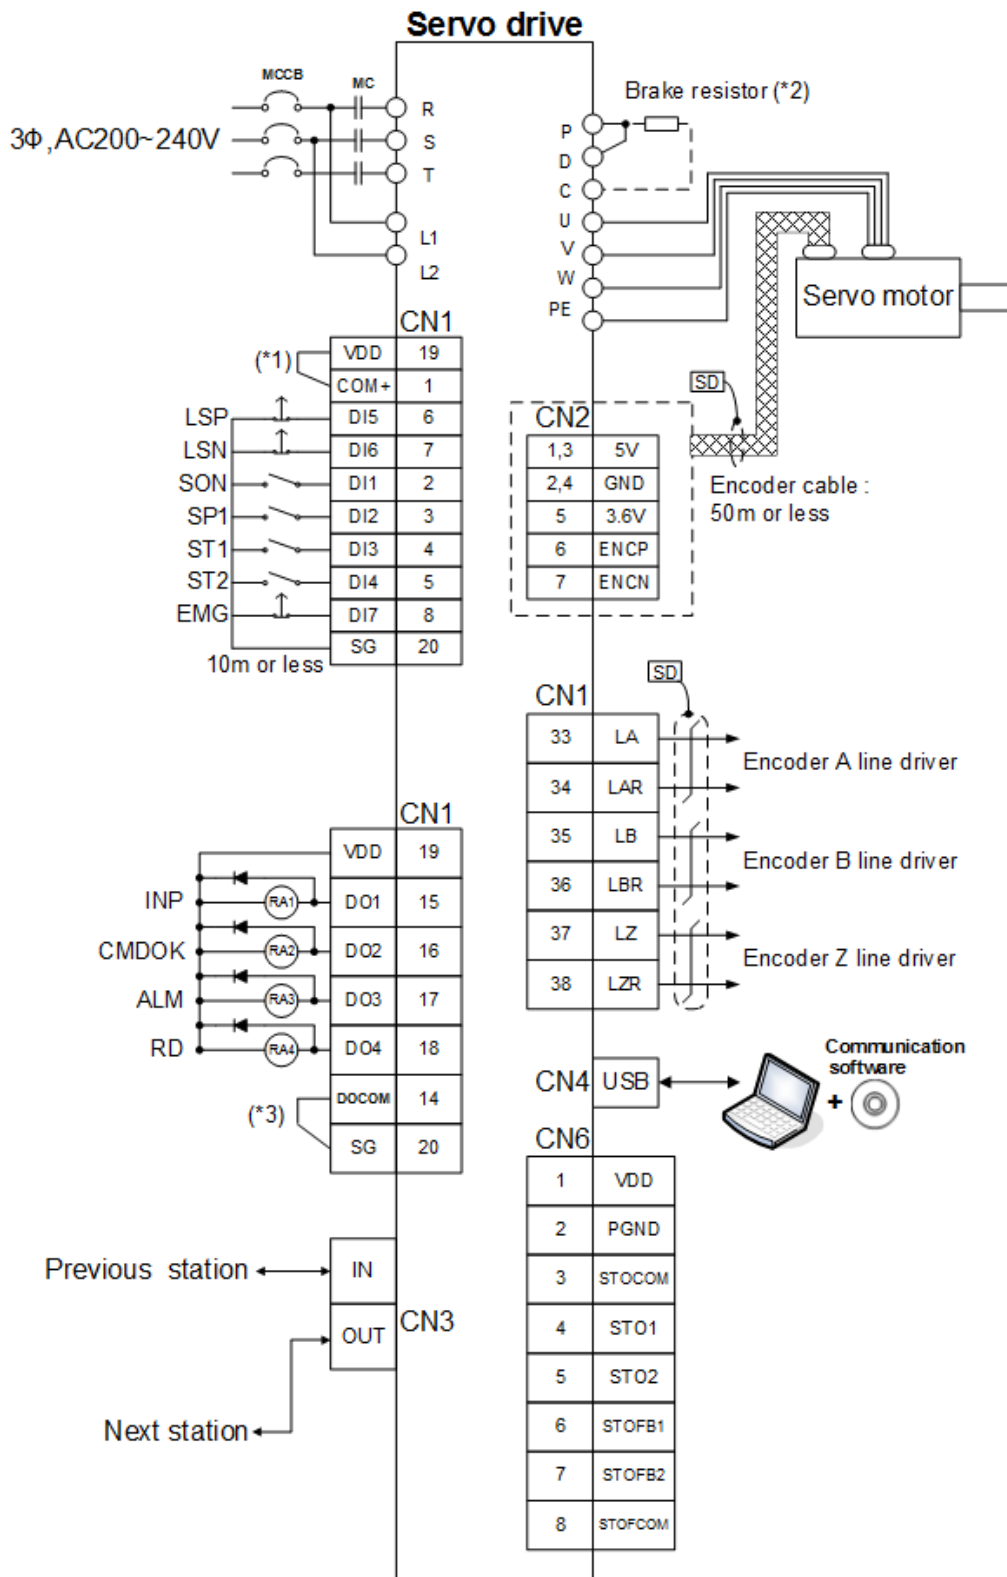 Servo drive
MCCB
MC
3Φ,AC200~240V
R
S
T
L1
L2
Brake resistor (*2)
P
D
C
U
V
W
PE
Servo motor
CN1
(*1)
VDD 19
COM+ 1
LSP DI5 6
LSN DI6 7
SON DI1 2
SP1 DI2 3
ST1 DI3 4
ST2 DI4 5
EMG DI7 8
SG 20
10m or less
SD
CN2
1,3 5V
2,4 GND
5 3.6V
6 ENCP
7 ENCN
Encoder cable :
50m or less
SD
CN1
33 LA
34 LAR
Encoder A line driver
35 LB
36 LBR
Encoder B line driver
37 LZ
38 LZR
Encoder Z line driver
CN1
VDD 19
INP RA1 DO1 15
CMDOK RA2 DO2 16
ALM RA3 DO3 17
RD RA4 DO4 18
(*3)
DOCOM 14
SG 20
CN4 USB
Communication
software
+
CN6
1 VDD
2 PGND
3 STOCOM
4 STO1
5 STO2
6 STOFB1
7 STOFB2
8 STOFCOM
Previous station IN
OUT CN3
Next station